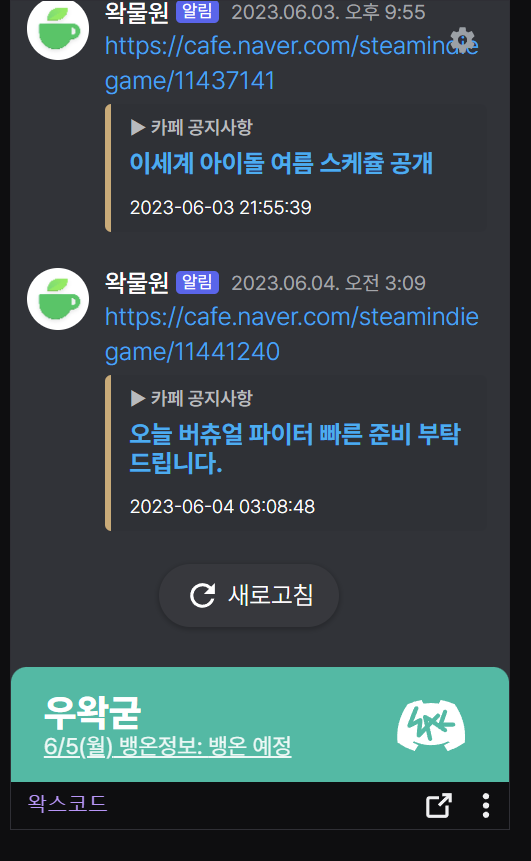 왁물원 알림 2023.06.03. 오후 9:55
https://cafe.naver.com/steamindie
game/11437141
▶ 카페 공지사항
이세계 아이돌 여름 스케쥴 공개
2023-06-03 21:55:39
왁물원 알림 2023.06.04. 오전 3:09
https://cafe.naver.com/steamindie
game/11441240
▶ 카페 공지사항
오늘 버츄얼 파이터 빠른 준비 부탁
드립니다.
2023-06-04 03:08:48
새로고침
우왁굳
6/5(월) 뱅온정보: 뱅온 예정
왁스코드